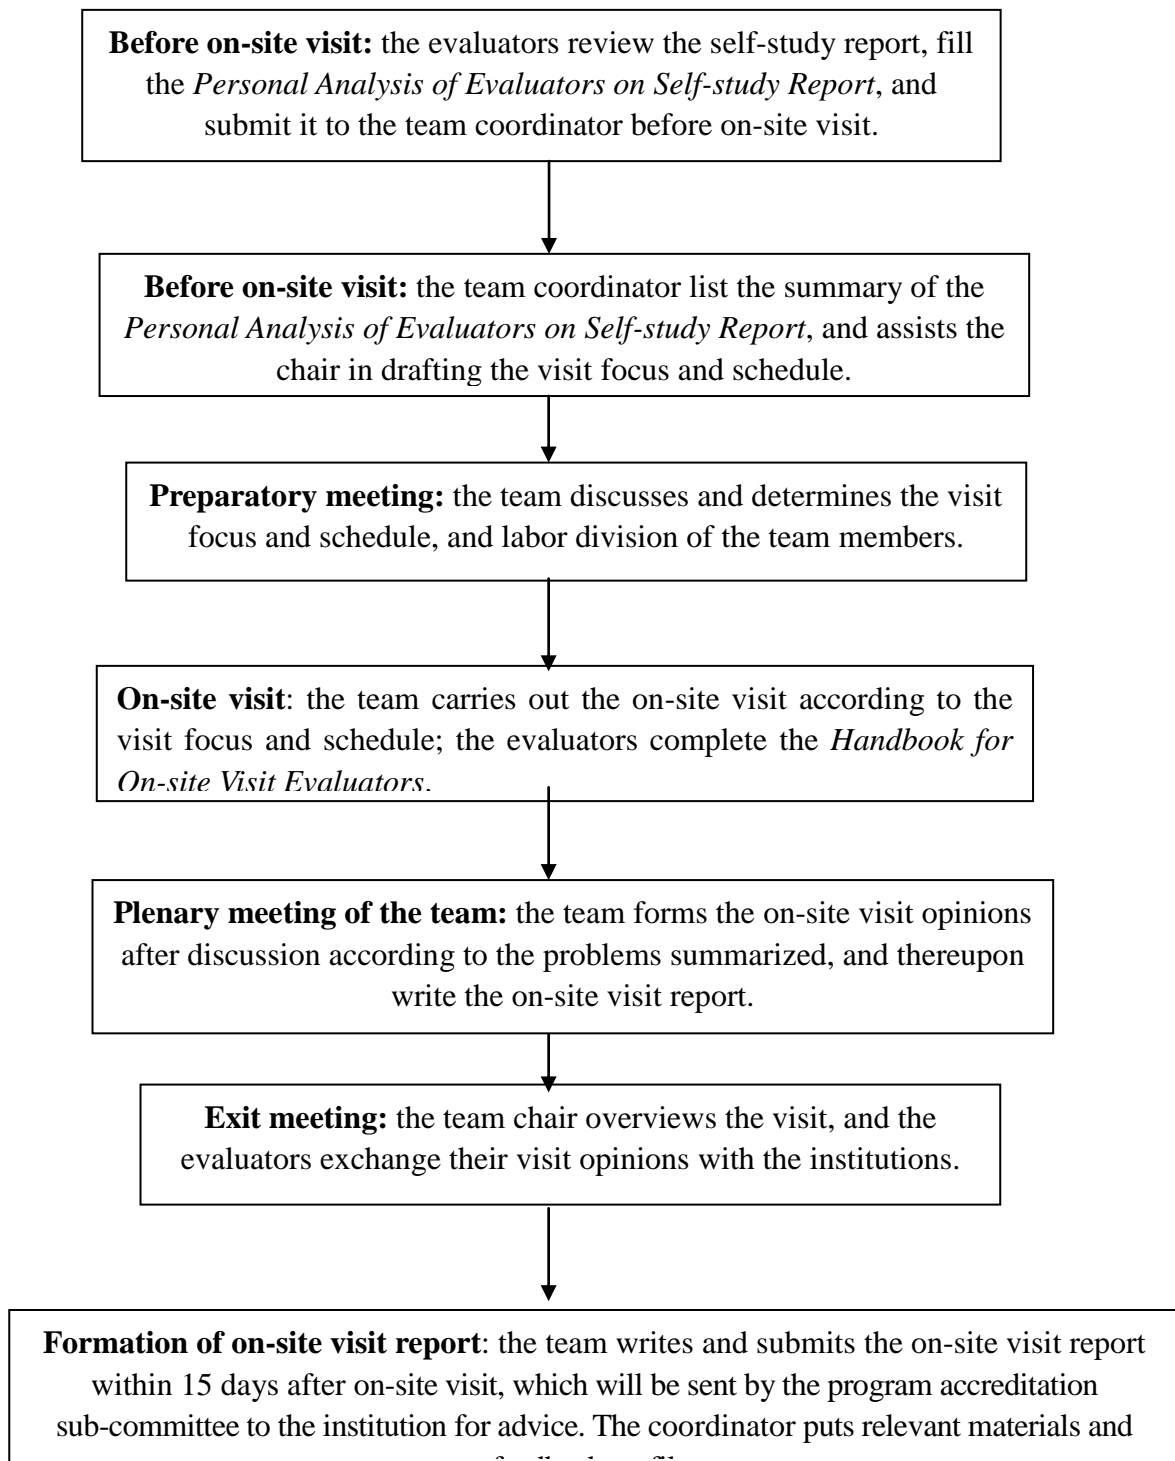 Before on-site visit: the evaluators review the self-study report, fill
the Personal Analysis of Evaluators on Self-study Report, and
submit it to the team coordinator before on-site visit.
Before on-site visit: the team coordinator list the summary of the
Personal Analysis of Evaluators on Self-study Report, and assists the
chair in drafting the visit focus and schedule.
Preparatory meeting: the team discusses and determines the visit
focus and schedule, and labor division of the team members.
On-site visit: the team carries out the on-site visit according to the
visit focus and schedule; the evaluators complete the Handbook for
On-site Visit Evaluators.
Plenary meeting of the team: the team forms the on-site visit opinions
after discussion according to the problems summarized, and thereupon
write the on-site visit report.
Exit meeting: the team chair overviews the visit, and the
evaluators exchange their visit opinions with the institutions.
Formation of on-site visit report: the team writes and submits the on-site visit report
within 15 days after on-site visit, which will be sent by the program accreditation
sub-committee to the institution for advice. The coordinator puts relevant materials and